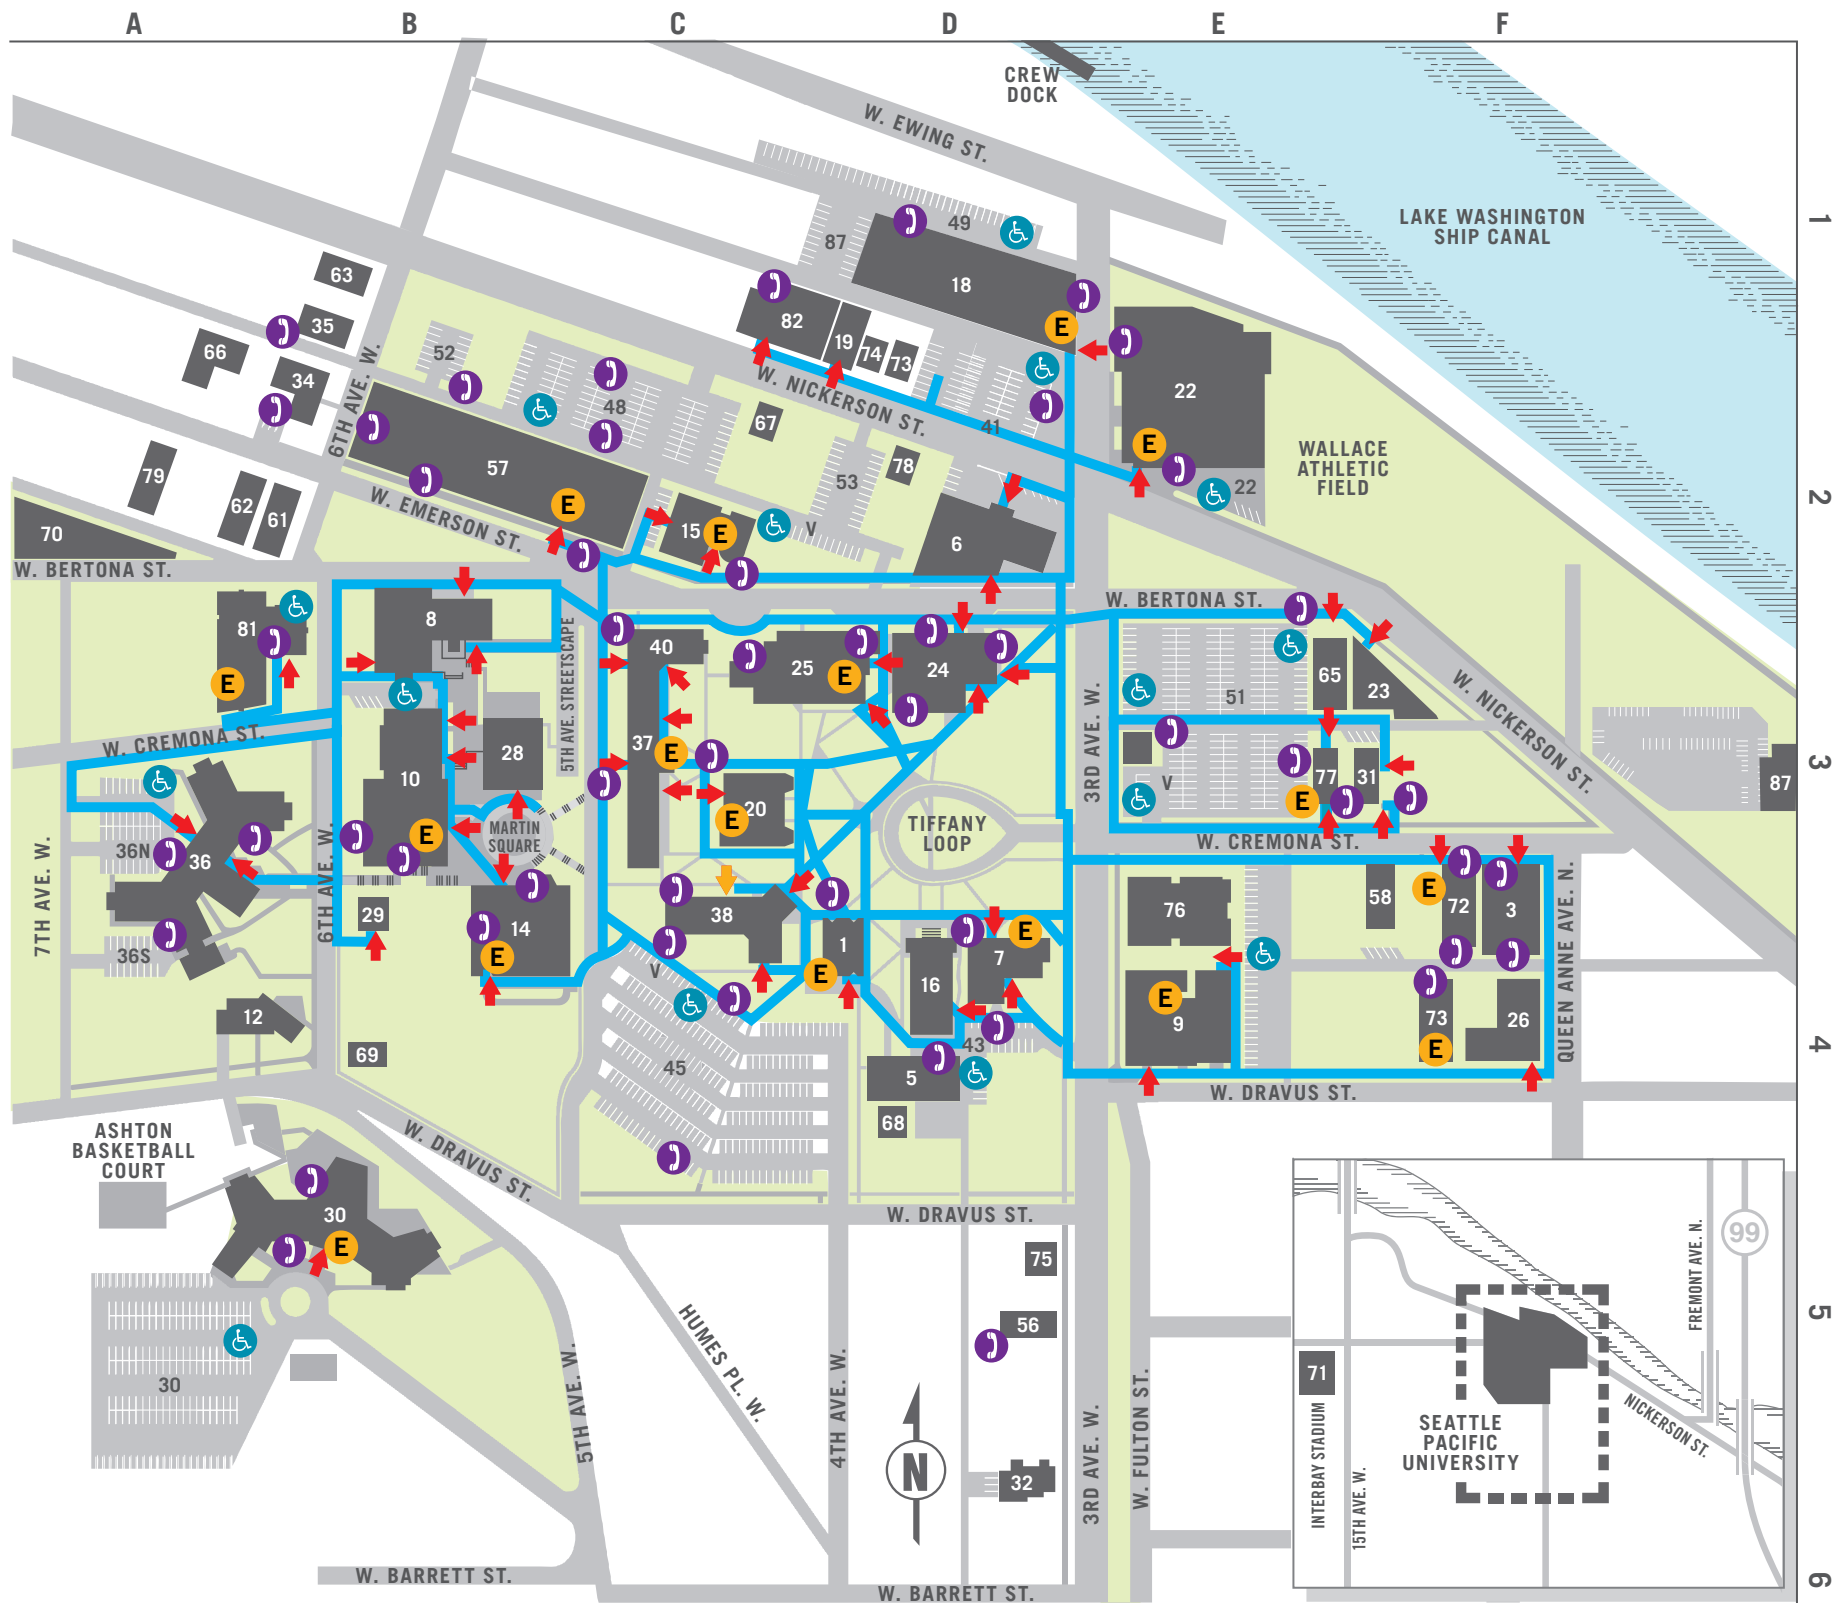 A
B
C
D
E
F
CREW
DOCK
W. EWING ST.
LAKE WASHINGTON
SHIP CANAL
1
49
87
18
63
82
35
19
74
73
66
52
34
6TH AVE. W.
48
W. NICKERSON ST.
22
67
41
WALLACE
ATHLETIC
FIELD
E
E
57
78
79
53
22
2
62
61
W. EMERSON ST.
E
15
E
V
70
6
W. BERTONA ST.
W. BERTONA ST.
81
8
5TH AVE. STREETSCAPE
40
25
24
65
23
E
E
51
3RD AVE. W.
W. NICKERSON ST.
W. CREMONA ST.
37
E
28
10
20
E
77
31
V
E
87
3
MARTIN
SQUARE
E
TIFFANY
LOOP
W. CREMONA ST.
36N
36
7TH AVE. W.
6TH AVE. W.
29
14
E
38
1
E
7
E
76
58
E
72
3
36S
V
16
9
E
73
E
26
QUEEN ANNE AVE. N.
12
69
45
43
5
68
4
W. DRAVUS ST.
ASHTON
BASKETBALL
COURT
W. DRAVUS ST.
30
E
W. DRAVUS ST.
75
56
HUMES PL. W.
30
5TH AVE. W.
4TH AVE. W.
N
32
3RD AVE. W.
W. FULTON ST.
99
FREMONT AVE. N.
5
71
INTERBAY STADIUM
15TH AVE. W.
SEATTLE
PACIFIC
UNIVERSITY
NICKERSON ST.
W. BARRETT ST.
W. BARRETT ST.
6